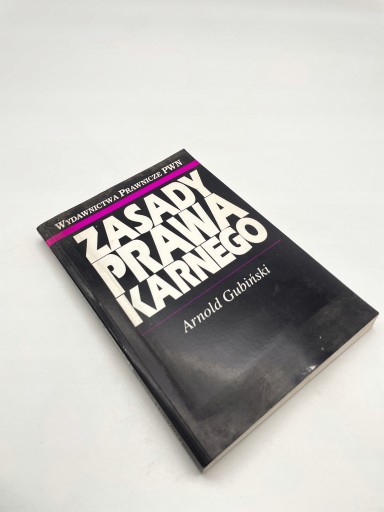 WYDAWNICTWA PRAWNICZE PWN
ZASADY
PRAWA
KARNEGO
Arnold Gubiński